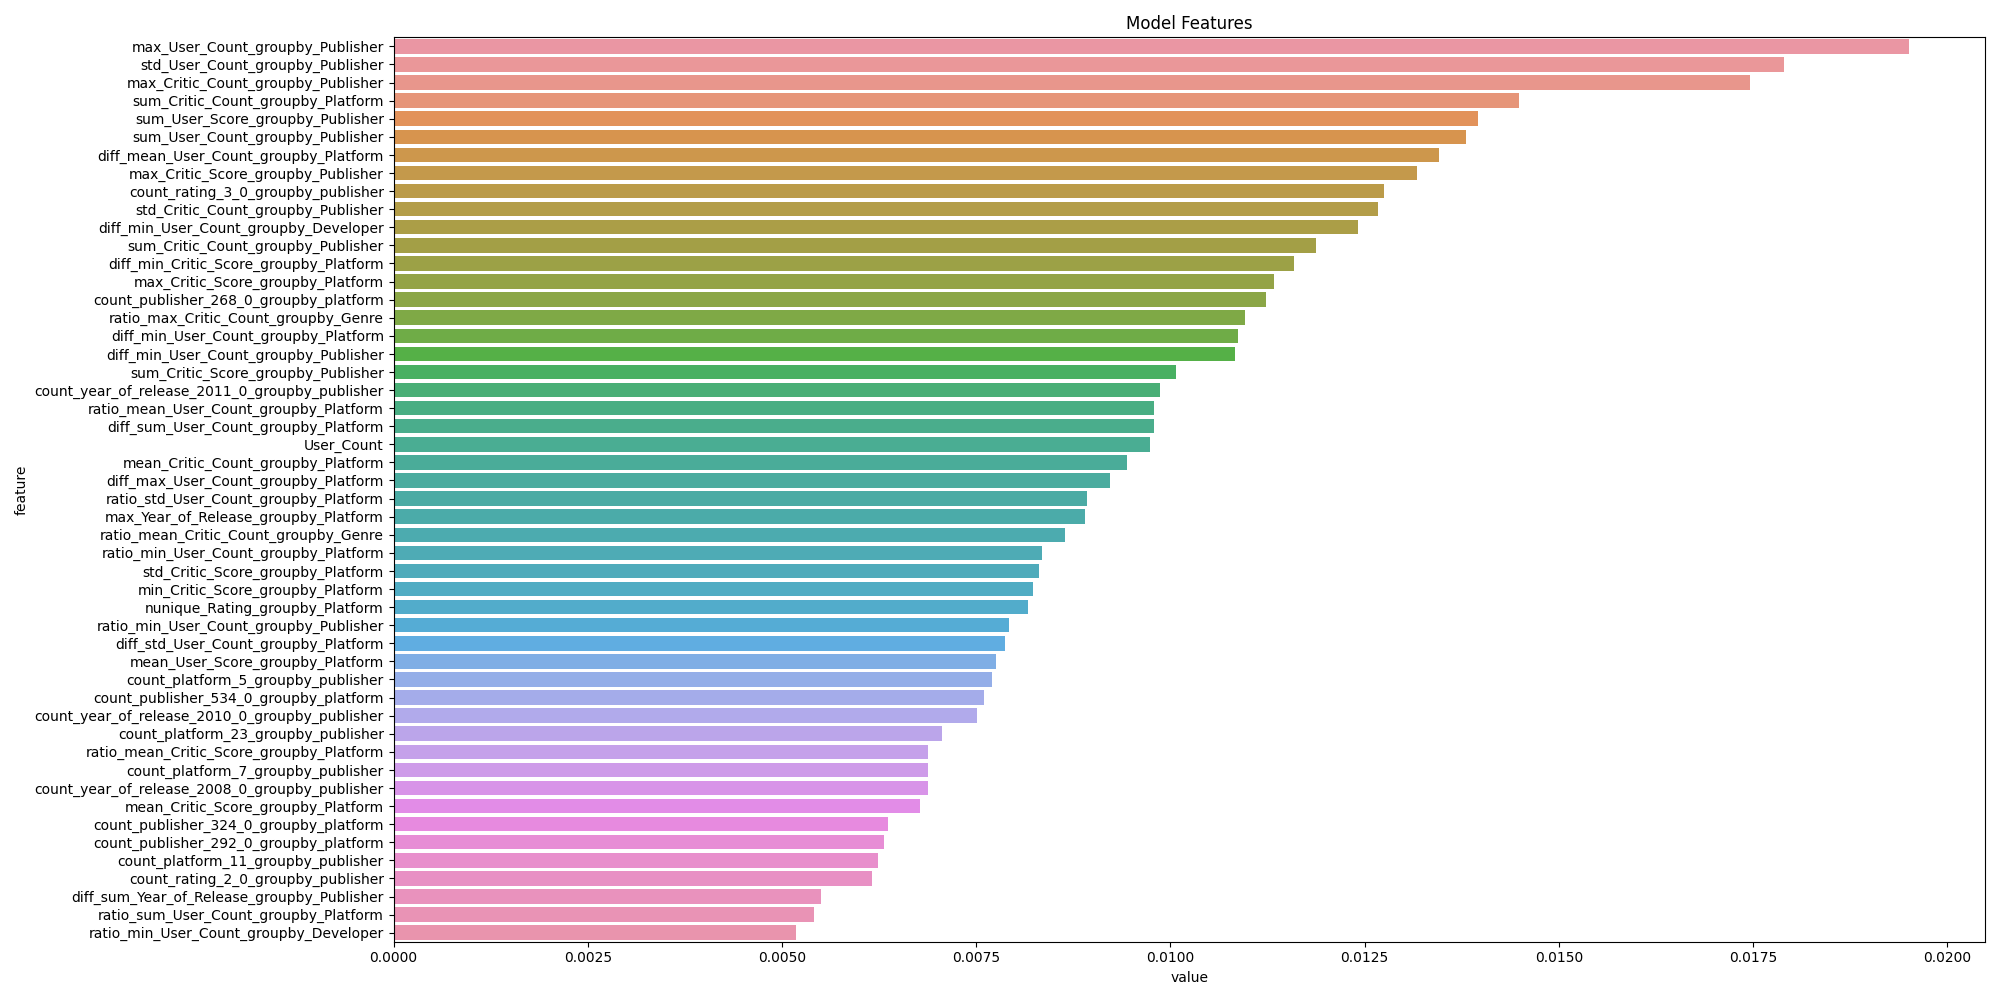 Model Features
max_User_Count_groupby_Publisher
std_User_Count_groupby_Publisher
max_Critic_Count_groupby_Publisher
sum_Critic_Count_groupby_Platform
sum_User_Score_groupby_Publisher
sum_User_Count_groupby_Publisher
diff_mean_User_Count_groupby_Platform
max_Critic_Score_groupby_Publisher
count_rating_3_0_groupby_publisher
std_Critic_Count_groupby_Publisher
diff_min_User_Count_groupby_Developer
sum_Critic_Count_groupby_Publisher
diff_min_Critic_Score_groupby_Platform
max_Critic_Score_groupby_Platform
count_publisher_268_0_groupby_platform
ratio_max_Critic_Count_groupby_Genre
diff_min_User_Count_groupby_Platform
diff_min_User_Count_groupby_Publisher
sum_Critic_Score_groupby_Publisher
count_year_of_release_2011_0_groupby_publisher
ratio_mean_User_Count_groupby_Platform
diff_sum_User_Count_groupby_Platform
User_Count
mean_Critic_Count_groupby_Platform
diff_max_User_Count_groupby_Platform
ratio_std_User_Count_groupby_Platform
max_Year_of_Release_groupby_Platform
ratio_mean_Critic_Count_groupby_Genre
ratio_min_User_Count_groupby_Platform
std_Critic_Score_groupby_Platform
min_Critic_Score_groupby_Platform
nunique_Rating_groupby_Platform
ratio_min_User_Count_groupby_Publisher
diff_std_User_Count_groupby_Platform
mean_User_Score_groupby_Platform
count_platform_5_groupby_publisher
count_publisher_534_0_groupby_platform
count_year_of_release_2010_0_groupby_publisher
count_platform_23_groupby_publisher
ratio_mean_Critic_Score_groupby_Platform
count_platform_7_groupby_publisher
count_year_of_release_2008_0_groupby_publisher
mean_Critic_Score_groupby_Platform
count_publisher_324_0_groupby_platform
count_publisher_292_0_groupby_platform
count_platform_11_groupby_publisher
count_rating_2_0_groupby_publisher
diff_sum_Year_of_Release_groupby_Publisher
ratio_sum_User_Count_groupby_Platform
ratio_min_User_Count_groupby_Developer
feature
0.0000 0.0025 0.0050 0.0075 0.0100 0.0125 0.0150 0.0175 0.0200
value